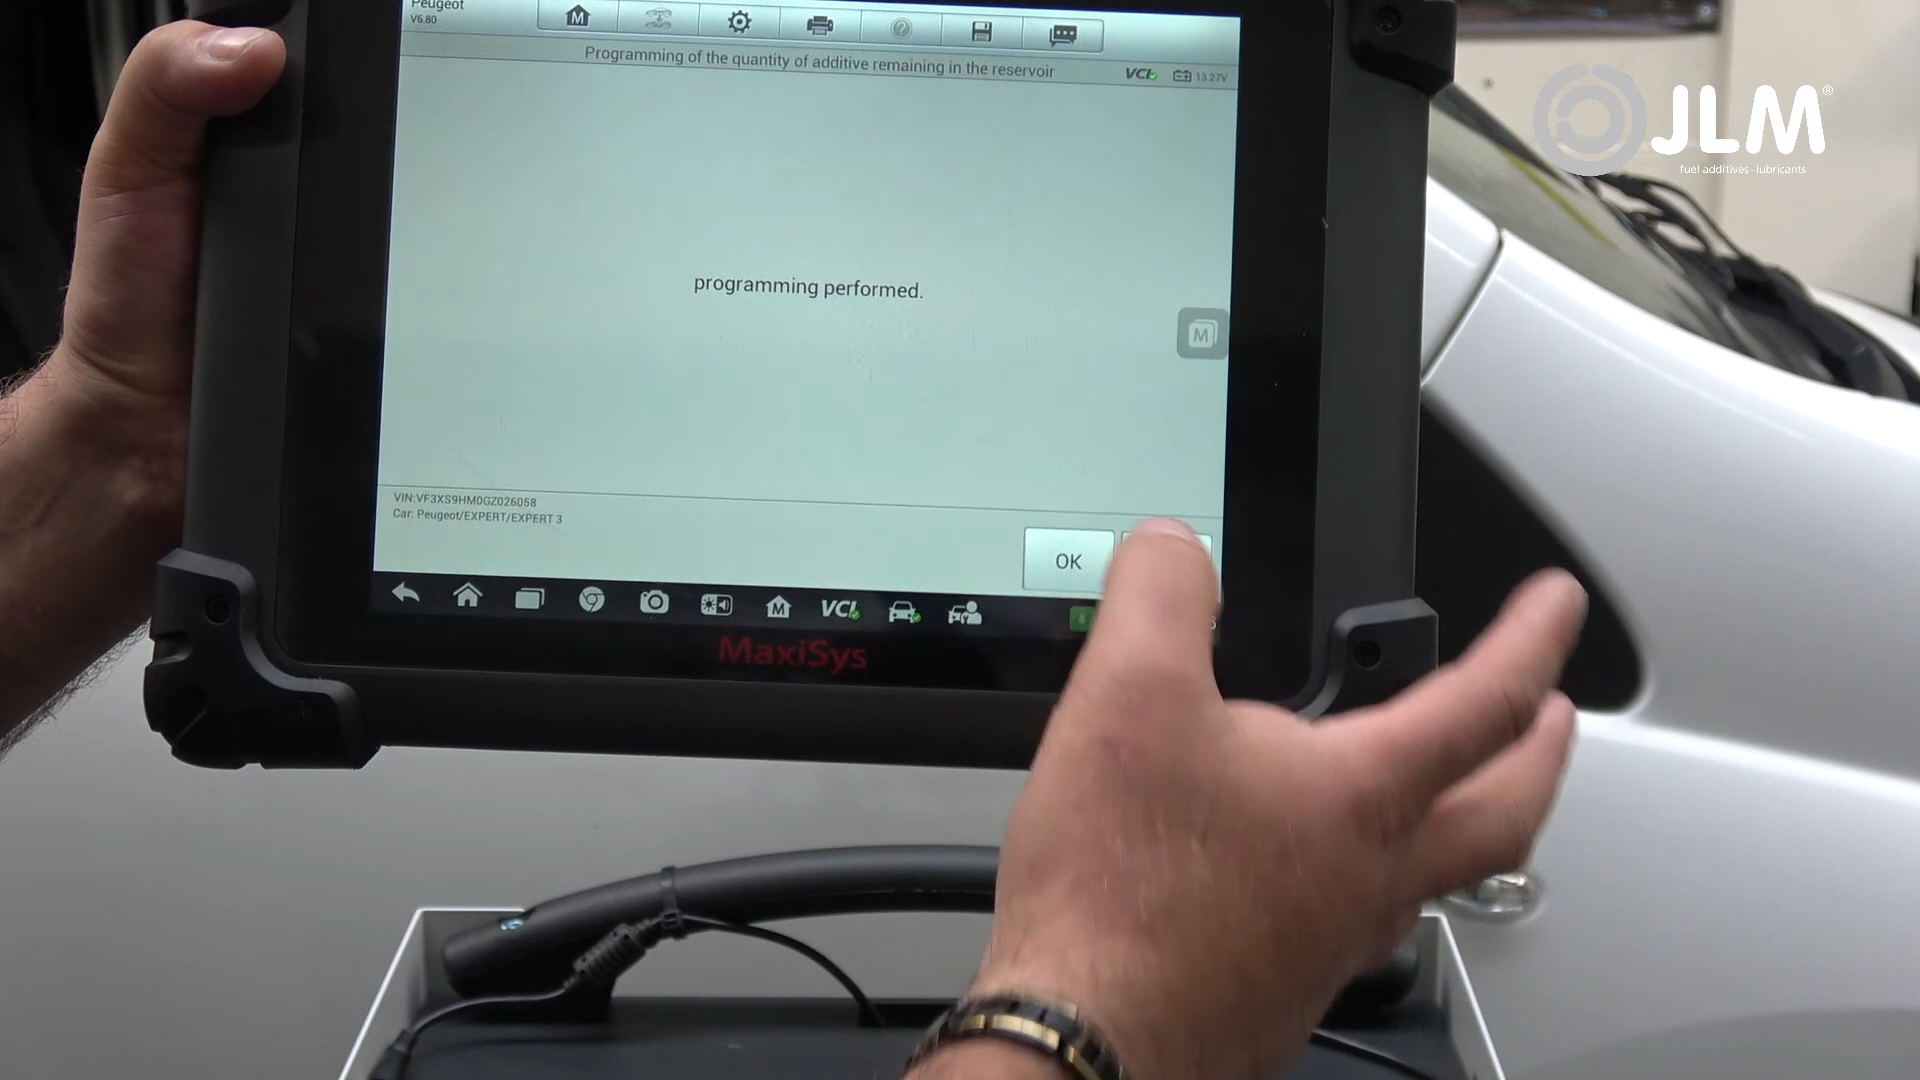 Peugeot
V6.80
M
Programming of the quantity of additive remaining in the reservoir
VCI
13.27V
JLM®
fuel additives - lubricants
programming performed.
M
VIN:VF3XS9HM0GZ026058
Car: Peugeot/EXPERT/EXPERT 3
OK
M
VCI
MaxiSys